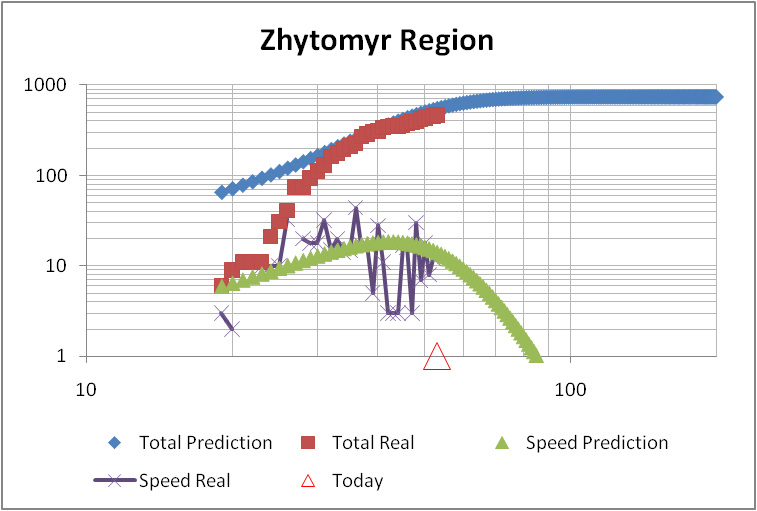 Zhytomyr Region
1000
100
10
1
10 100
Total Prediction Total Real Speed Prediction
Speed Real Today